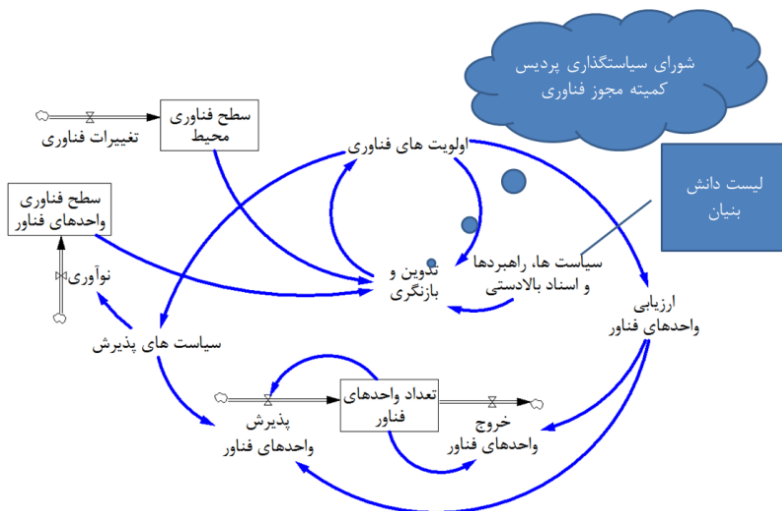 شورای سیاستگذاری پردیس
کمیته مجوز فناوری
سطح فناوری
محیط
تغییرات فناوری
اولویت های فناوری
لیست دانش
بنیان
سطح فناوری
واحدهای فناور
نوآوری
تدوین و
بازنگری
سیاست ها، راهبردها
و اسناد بالادستی
ارزیابی
واحدهای فناور
سیاست های پذیرش
تعداد واحدهای
فناور
پذیرش
واحدهای فناور
خروج
واحدهای فناور